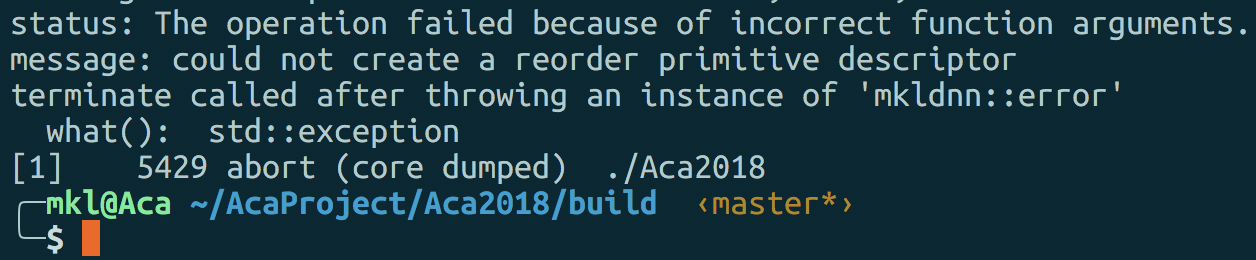 status: The operation failed because of incorrect function arguments.
message: could not create a reorder primitive descriptor
terminate called after throwing an instance of 'mkldnn::error'
  what():  std::exception
[1]    5429 abort (core dumped)  ./Aca2018
╭─mkl@Aca ~/AcaProject/Aca2018/build  ‹master*›
╰─$